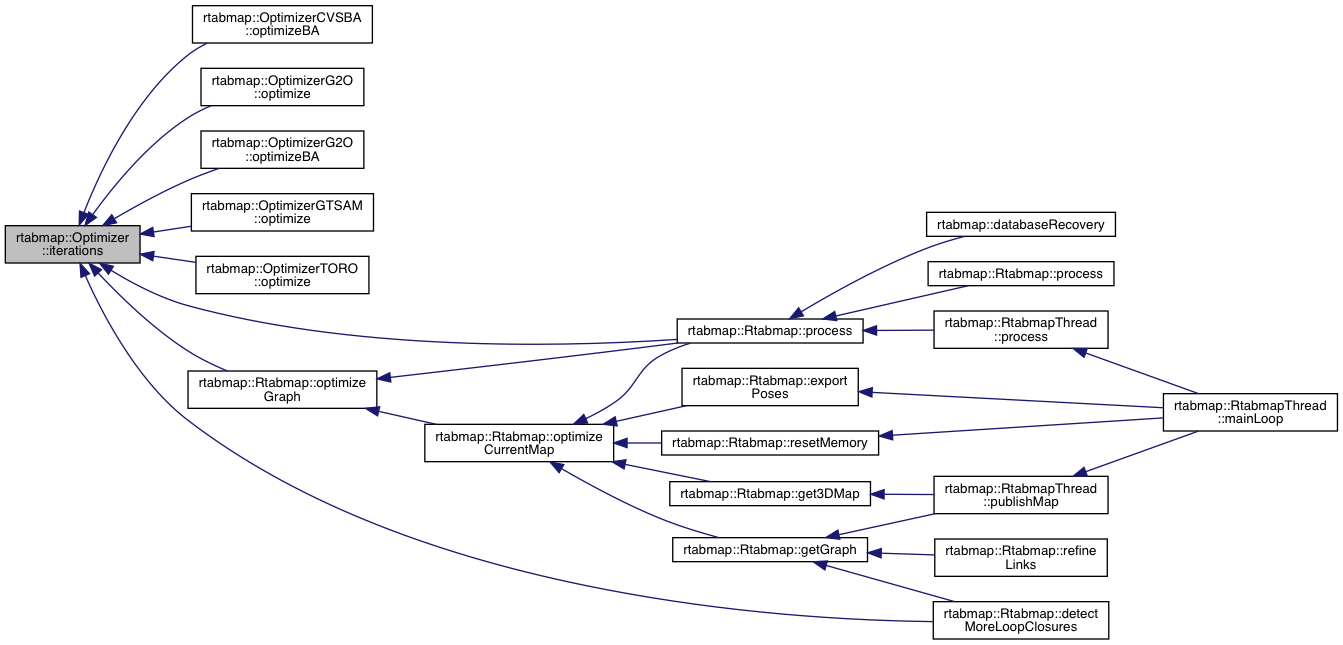 rtabmap::OptimizerCVSBA
::optimizeBA
rtabmap::OptimizerG2O
::optimize
rtabmap::OptimizerG2O
::optimizeBA
rtabmap::OptimizerGTSAM
::optimize
rtabmap::Optimizer
::iterations
rtabmap::OptimizerTORO
::optimize
rtabmap::databaseRecovery
rtabmap::Rtabmap::process
rtabmap::Rtabmap::process
rtabmap::RtabmapThread
::process
rtabmap::Rtabmap::optimize
Graph
rtabmap::Rtabmap::export
Poses
rtabmap::RtabmapThread
::mainLoop
rtabmap::Rtabmap::optimize
CurrentMap
rtabmap::Rtabmap::resetMemory
rtabmap::Rtabmap::get3DMap
rtabmap::RtabmapThread
::publishMap
rtabmap::Rtabmap::getGraph
rtabmap::Rtabmap::refine
Links
rtabmap::Rtabmap::detect
MoreLoopClosures